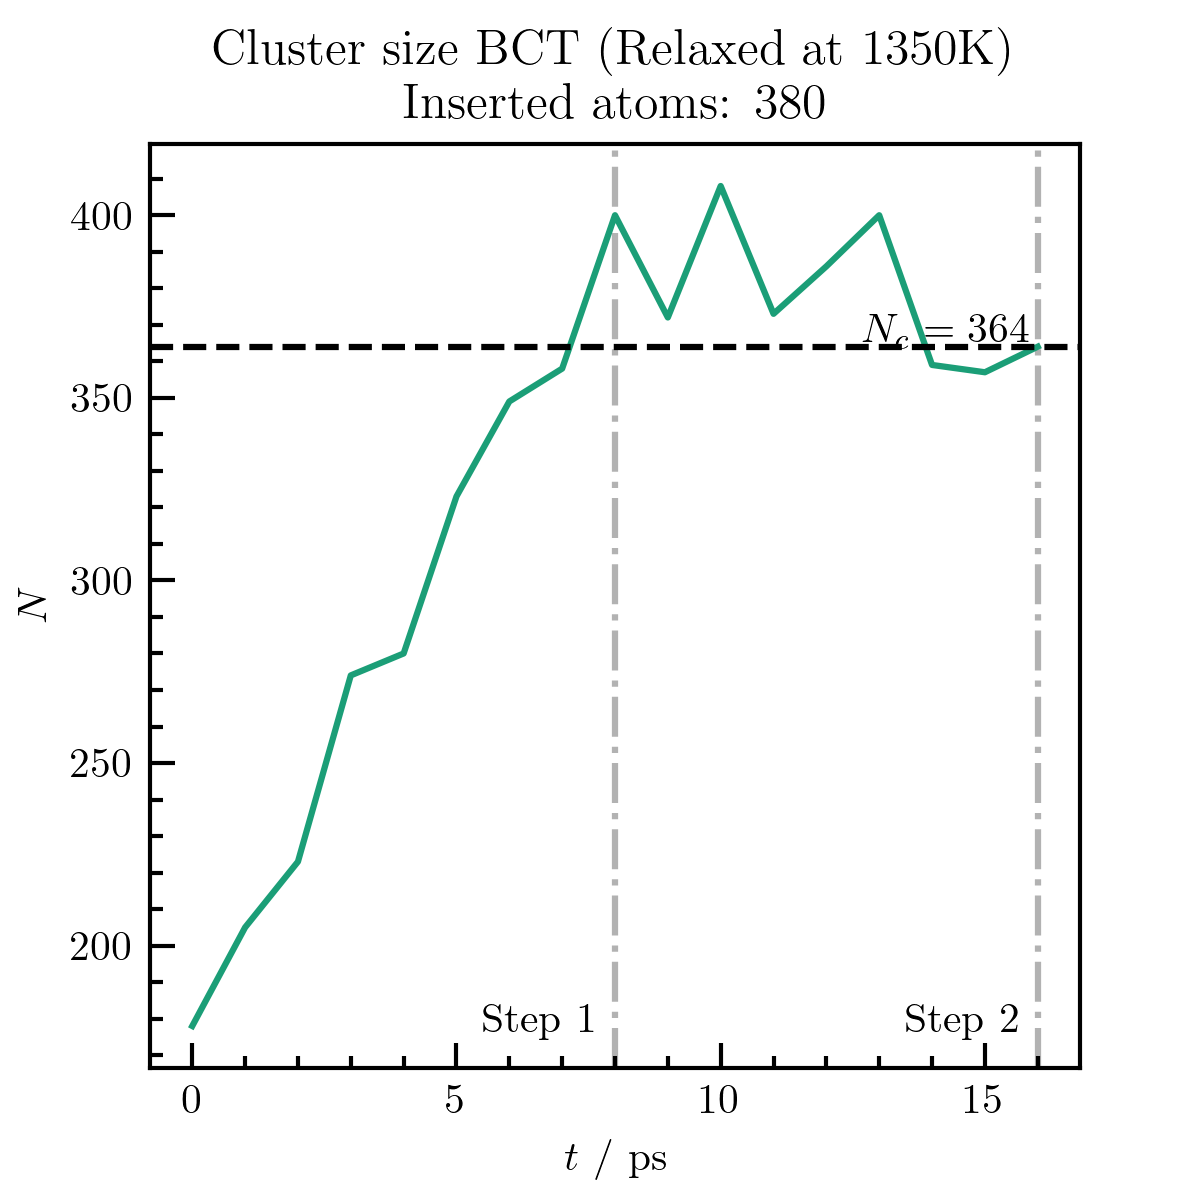 Cluster size BCT (Relaxed at 1350K)
Inserted atoms: 380
400
350
300
250
200
N
N_c = 364
Step 1
Step 2
0
5
10
15
t / ps